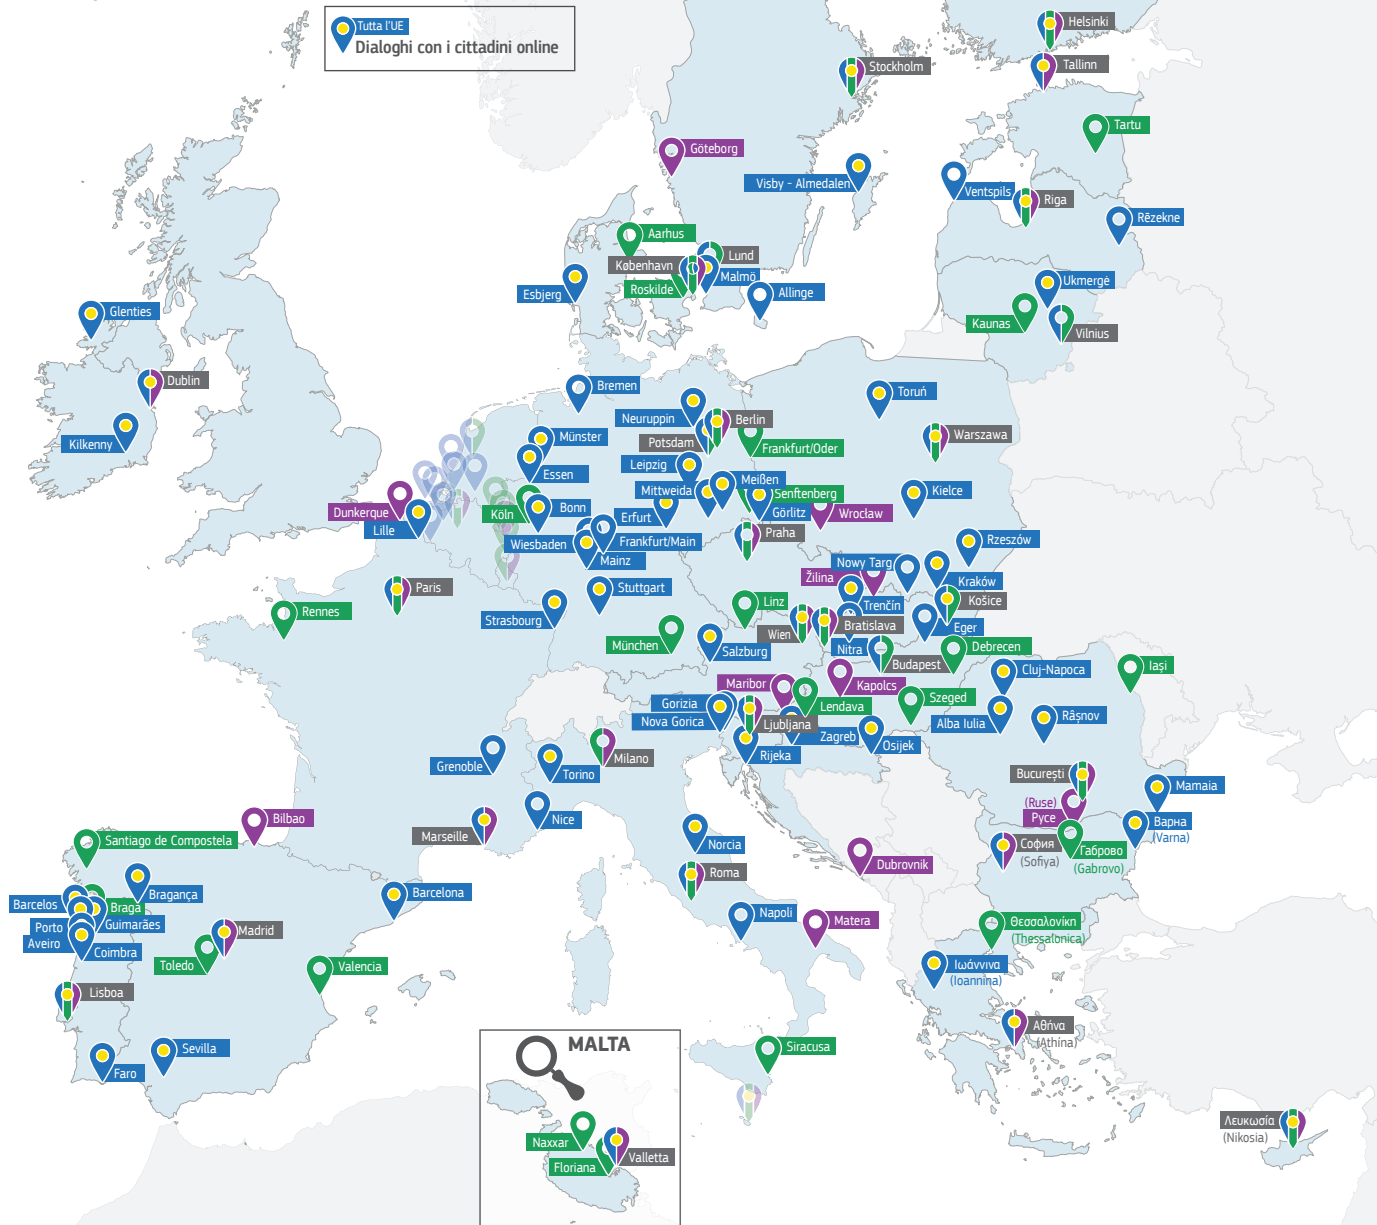 Tutta l'UE
Dialoghi con i cittadini online
Helsinki
Stockholm
Tallinn
Tartu
Göteborg
Visby - Almedalen
Ventspils
Riga
Rēzekne
Aarhus
Lund
København
Malmö
Roskilde
Esbjerg
Allinge
Ukmergė
Kaunas
Vilnius
Glenties
Dublin
Kilkenny
Bremen
Toruń
Neuruppin
Berlin
Potsdam
Frankfurt/Oder
Warszawa
Münster
Essen
Leipzig
Meißen
Mittweida
Senftenberg
Görlitz
Kielce
Dunkerque
Lille
Köln
Bonn
Erfurt
Wrocław
Wiesbaden
Frankfurt/Main
Mainz
Praha
Rzeszów
Nowy Targ
Žilina
Kraków
Paris
Stuttgart
Rennes
Strasbourg
Linz
Trenčín
Košice
Wien
Bratislava
Eger
München
Salzburg
Nitra
Budapest
Debrecen
Iași
Cluj-Napoca
Maribor
Kapolcs
Gorizia
Lendava
Szeged
Nova Gorica
Ljubljana
Alba Iulia
Râșnov
Zagreb
Osijek
Rijeka
Grenoble
Torino
Milano
București
Mamaia
(Ruse)
Русе
Bilbao
Marseille
Nice
Norcia
Варна
(Varna)
София
(Sofiya)
Габрово
(Gabrovo)
Santiago de Compostela
Dubrovnik
Roma
Bragança
Barcelona
Barcelos
Braga
Guimarães
Porto
Aveiro
Coimbra
Madrid
Toledo
Valencia
Napoli
Matera
Θεσσαλονίκη
(Thessalonica)
Ιωάννινα
(Ioannina)
Lisboa
Αθήνα
(Athína)
Sevilla
Faro
MALTA
Siracusa
Naxxar
Floriana
Valletta
Λευκωσία
(Nikosia)